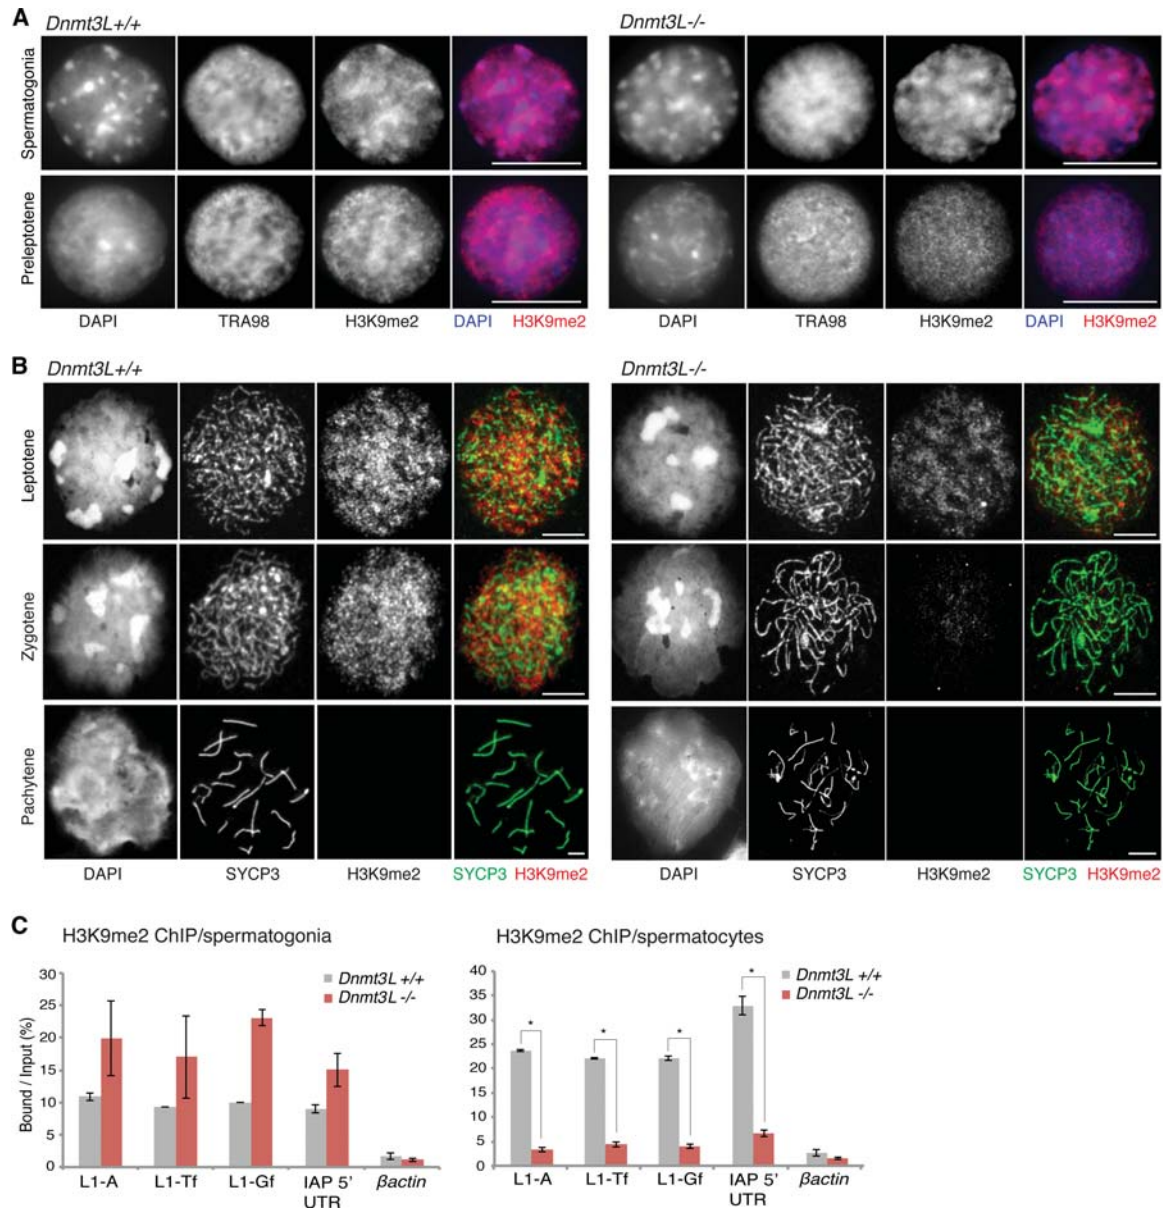 A
Dnmt3L+/+
Dnmt3L-/-
Spermatogonia
Preleptotene
DAPI TRA98 H3K9me2 DAPI H3K9me2
DAPI TRA98 H3K9me2 DAPI H3K9me2
B
Dnmt3L+/+
Dnmt3L-/-
Leptotene
Zygotene
Pachytene
DAPI SYCP3 H3K9me2 SYCP3 H3K9me2
DAPI SYCP3 H3K9me2 SYCP3 H3K9me2
C
H3K9me2 ChIP/spermatogonia
Dnmt3L +/+
Dnmt3L -/-
Bound / Input (%)
30
25
20
15
10
5
0
L1-A L1-Tf L1-Gf IAP 5' βactin
UTR
H3K9me2 ChIP/spermatocytes
Dnmt3L +/+
Dnmt3L -/-
40
35
30
25
20
15
10
5
0
* * * *
L1-A L1-Tf L1-Gf IAP 5' βactin
UTR